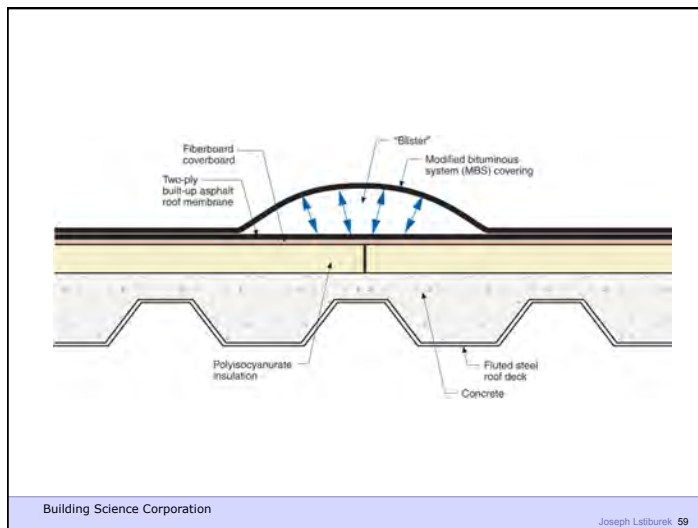 "Blister"
Fiberboard
coverboard
Modified bituminous
system (MBS) covering
Two-ply
built-up asphalt
roof membrane
Polyisocyanurate
insulation
Fluted steel
roof deck
Concrete
Building Science Corporation
Joseph Lstiburek 59